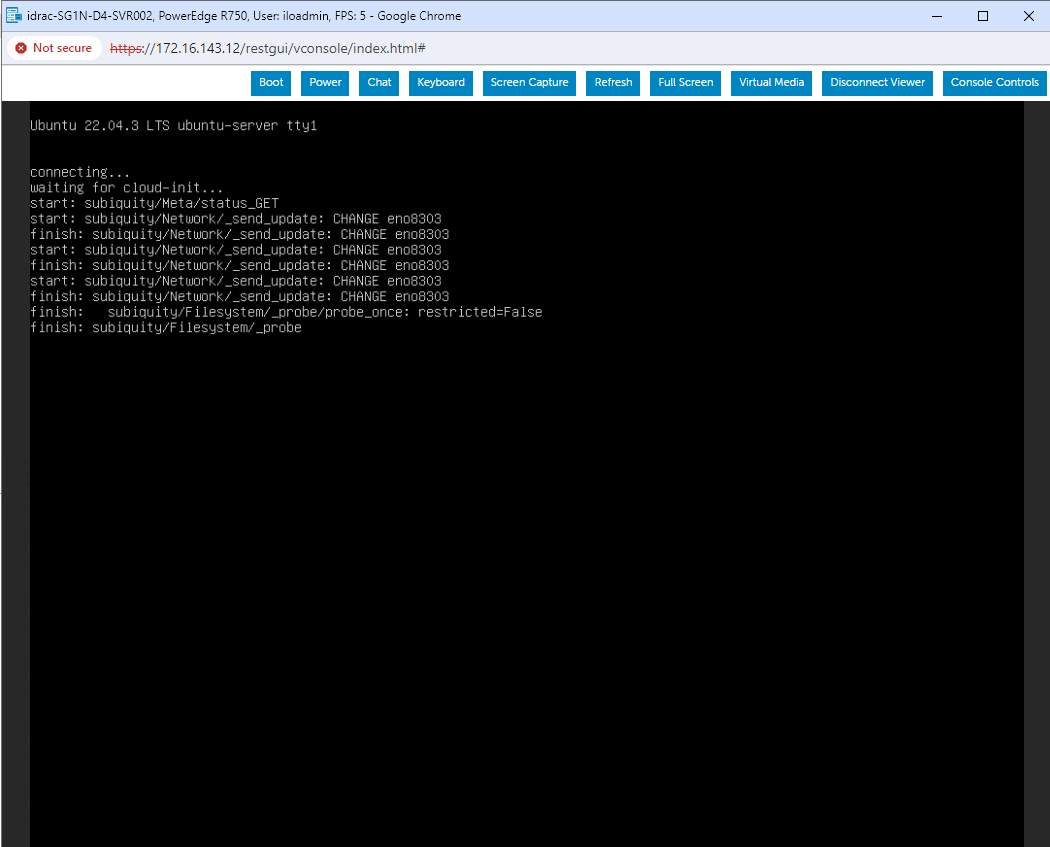 idrac-SG1N-D4-SVR002, PowerEdge R750, User: iloadmin, FPS: 5 - Google Chrome
Not secure https://172.16.143.12/restgui/vconsole/index.html#
Boot Power Chat Keyboard Screen Capture Refresh Full Screen Virtual Media Disconnect Viewer Console Controls
Ubuntu 22.04.3 LTS ubuntu-server tty1
connecting...
waiting for cloud-init...
start: subiquity/Meta/status_GET
start: subiquity/Network/_send_update: CHANGE eno8303
finish: subiquity/Network/_send_update: CHANGE eno8303
start: subiquity/Network/_send_update: CHANGE eno8303
finish: subiquity/Network/_send_update: CHANGE eno8303
start: subiquity/Network/_send_update: CHANGE eno8303
finish: subiquity/Network/_send_update: CHANGE eno8303
finish:   subiquity/Filesystem/_probe/probe_once: restricted=False
finish: subiquity/Filesystem/_probe